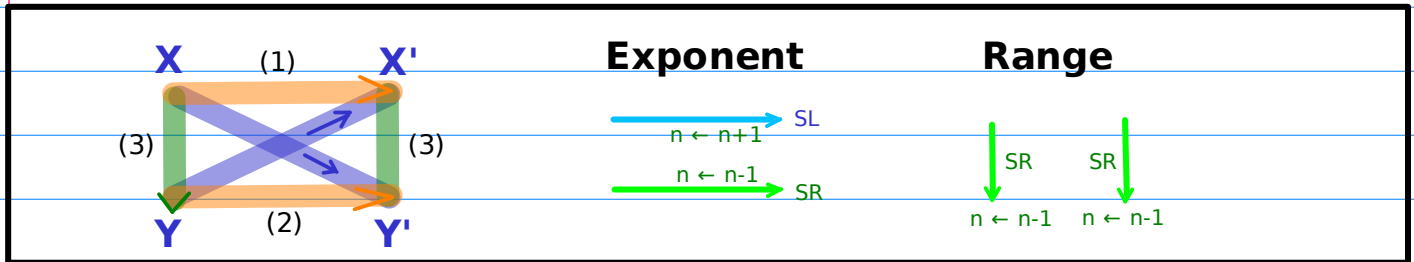 X (1) X' Exponent Range
SL
n ← n+1
(3) (3) SR SR
n ← n-1
SR
n ← n-1 n ← n-1
Y (2) Y'